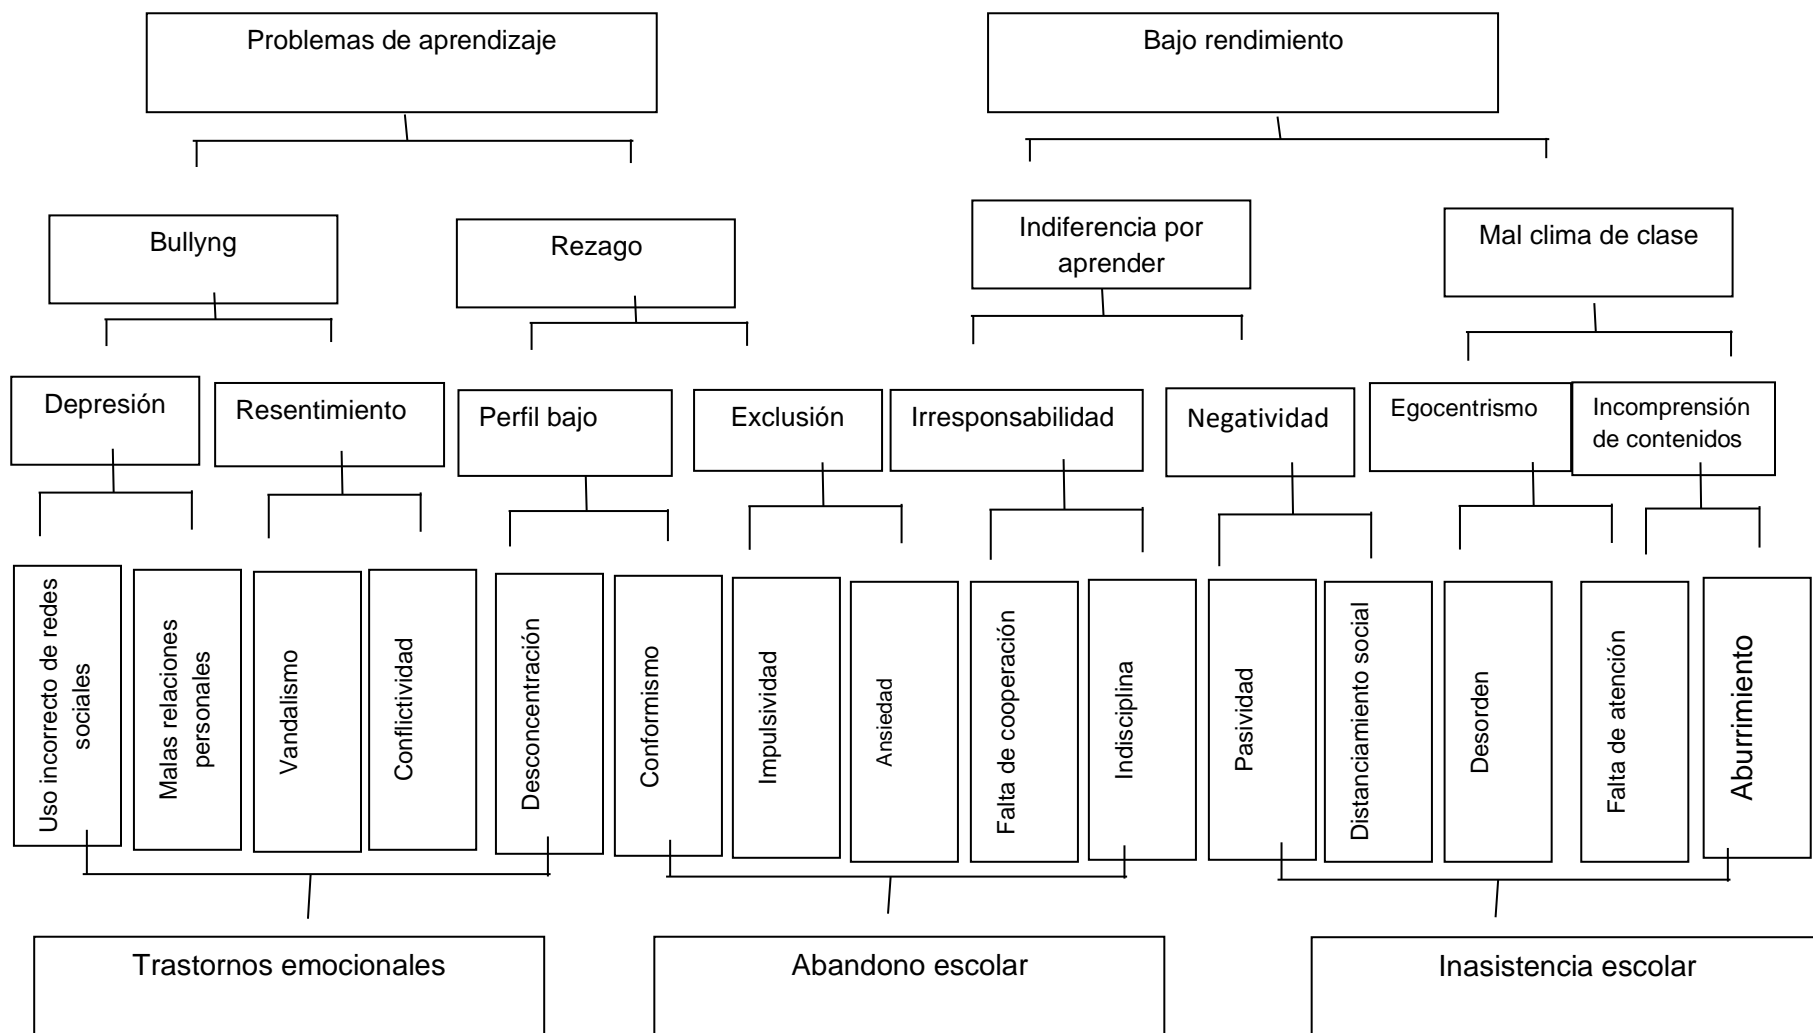 Problemas de aprendizaje
Bajo rendimiento
Bullyng
Rezago
Indiferencia por
aprender
Mal clima de clase
Depresión
Resentimiento
Perfil bajo
Exclusión
Irresponsabilidad
Negatividad
Egocentrismo
Incomprensión
de contenidos
Uso incorrecto de redes
sociales
Malas relaciones
personales
Vandalismo
Conflictividad
Desconcentración
Conformismo
Impulsividad
Ansiedad
Falta de cooperación
Indisciplina
Pasividad
Distanciamiento social
Desorden
Falta de atención
Aburrimiento
Trastornos emocionales
Abandono escolar
Inasistencia escolar